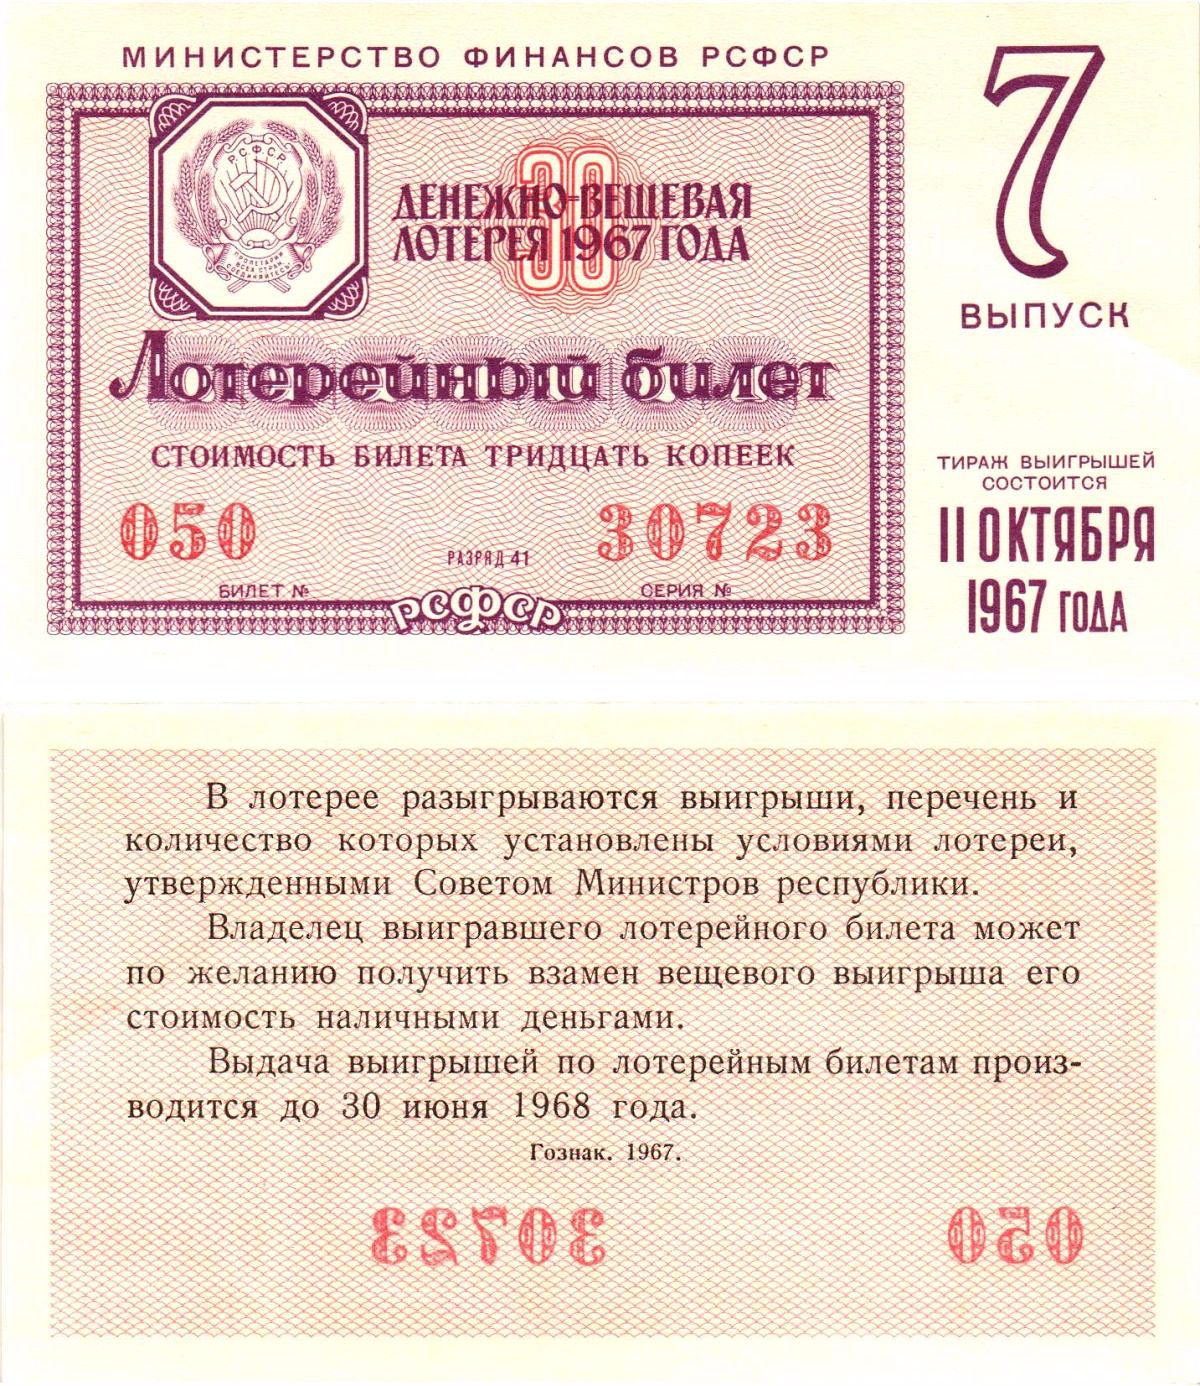 МИНИСТЕРСТВО ФИНАНСОВ РСФСР
7
ВЫПУСК
Р.С.Ф.С.Р.
ПРОЛЕТАРИИ
ВСЕХ СТРАН,
СОЕДИНЯЙТЕСЬ!
30
ДЕНЕЖНО-ВЕЩЕВАЯ
ЛОТЕРЕЯ 1967 ГОДА
Лотерейный билет
СТОИМОСТЬ БИЛЕТА ТРИДЦАТЬ КОПЕЕК
050
30723
РАЗРЯД 41
БИЛЕТ №
СЕРИЯ №
РСФСР
ТИРАЖ ВЫИГРЫШЕЙ
СОСТОИТСЯ
11 ОКТЯБРЯ
1967 ГОДА
В лотерее разыгрываются выигрыши, перечень и
количество которых установлены условиями лотереи,
утвержденными Советом Министров республики.
Владелец выигравшего лотерейного билета может
по желанию получить взамен вещевого выигрыша его
стоимость наличными деньгами.
Выдача выигрышей по лотерейным билетам произ-
водится до 30 июня 1968 года.
Гознак. 1967.
30723
050